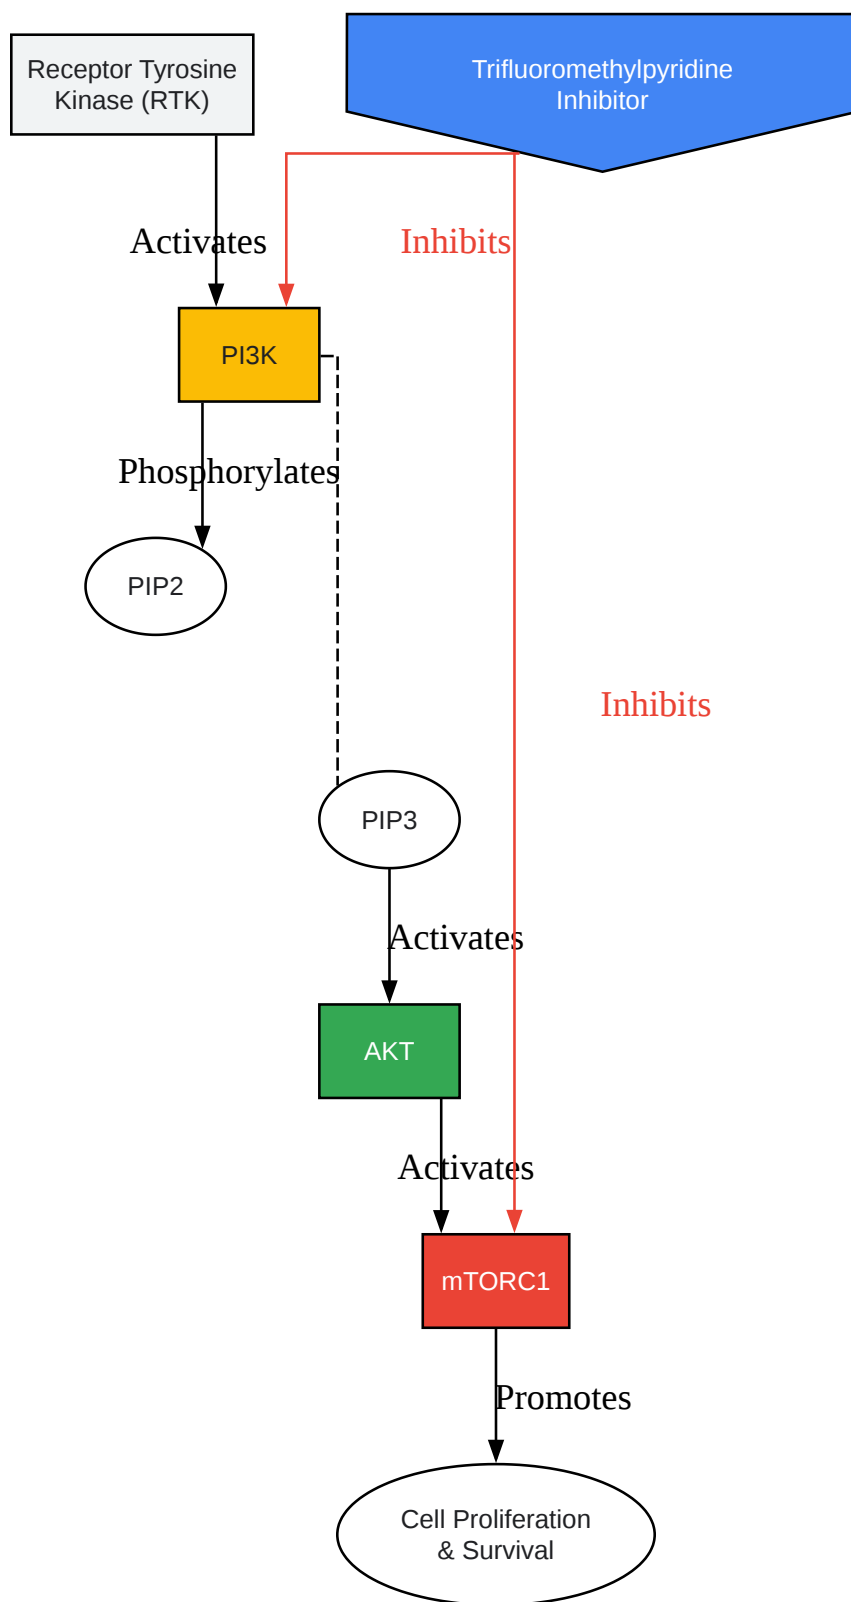 Receptor Tyrosine
Kinase (RTK)
Trifluoromethylpyridine
Inhibitor
Activates
Inhibits
PI3K
Phosphorylates
PIP2
Inhibits
PIP3
Activates
AKT
Activates
mTORC1
Promotes
Cell Proliferation
& Survival